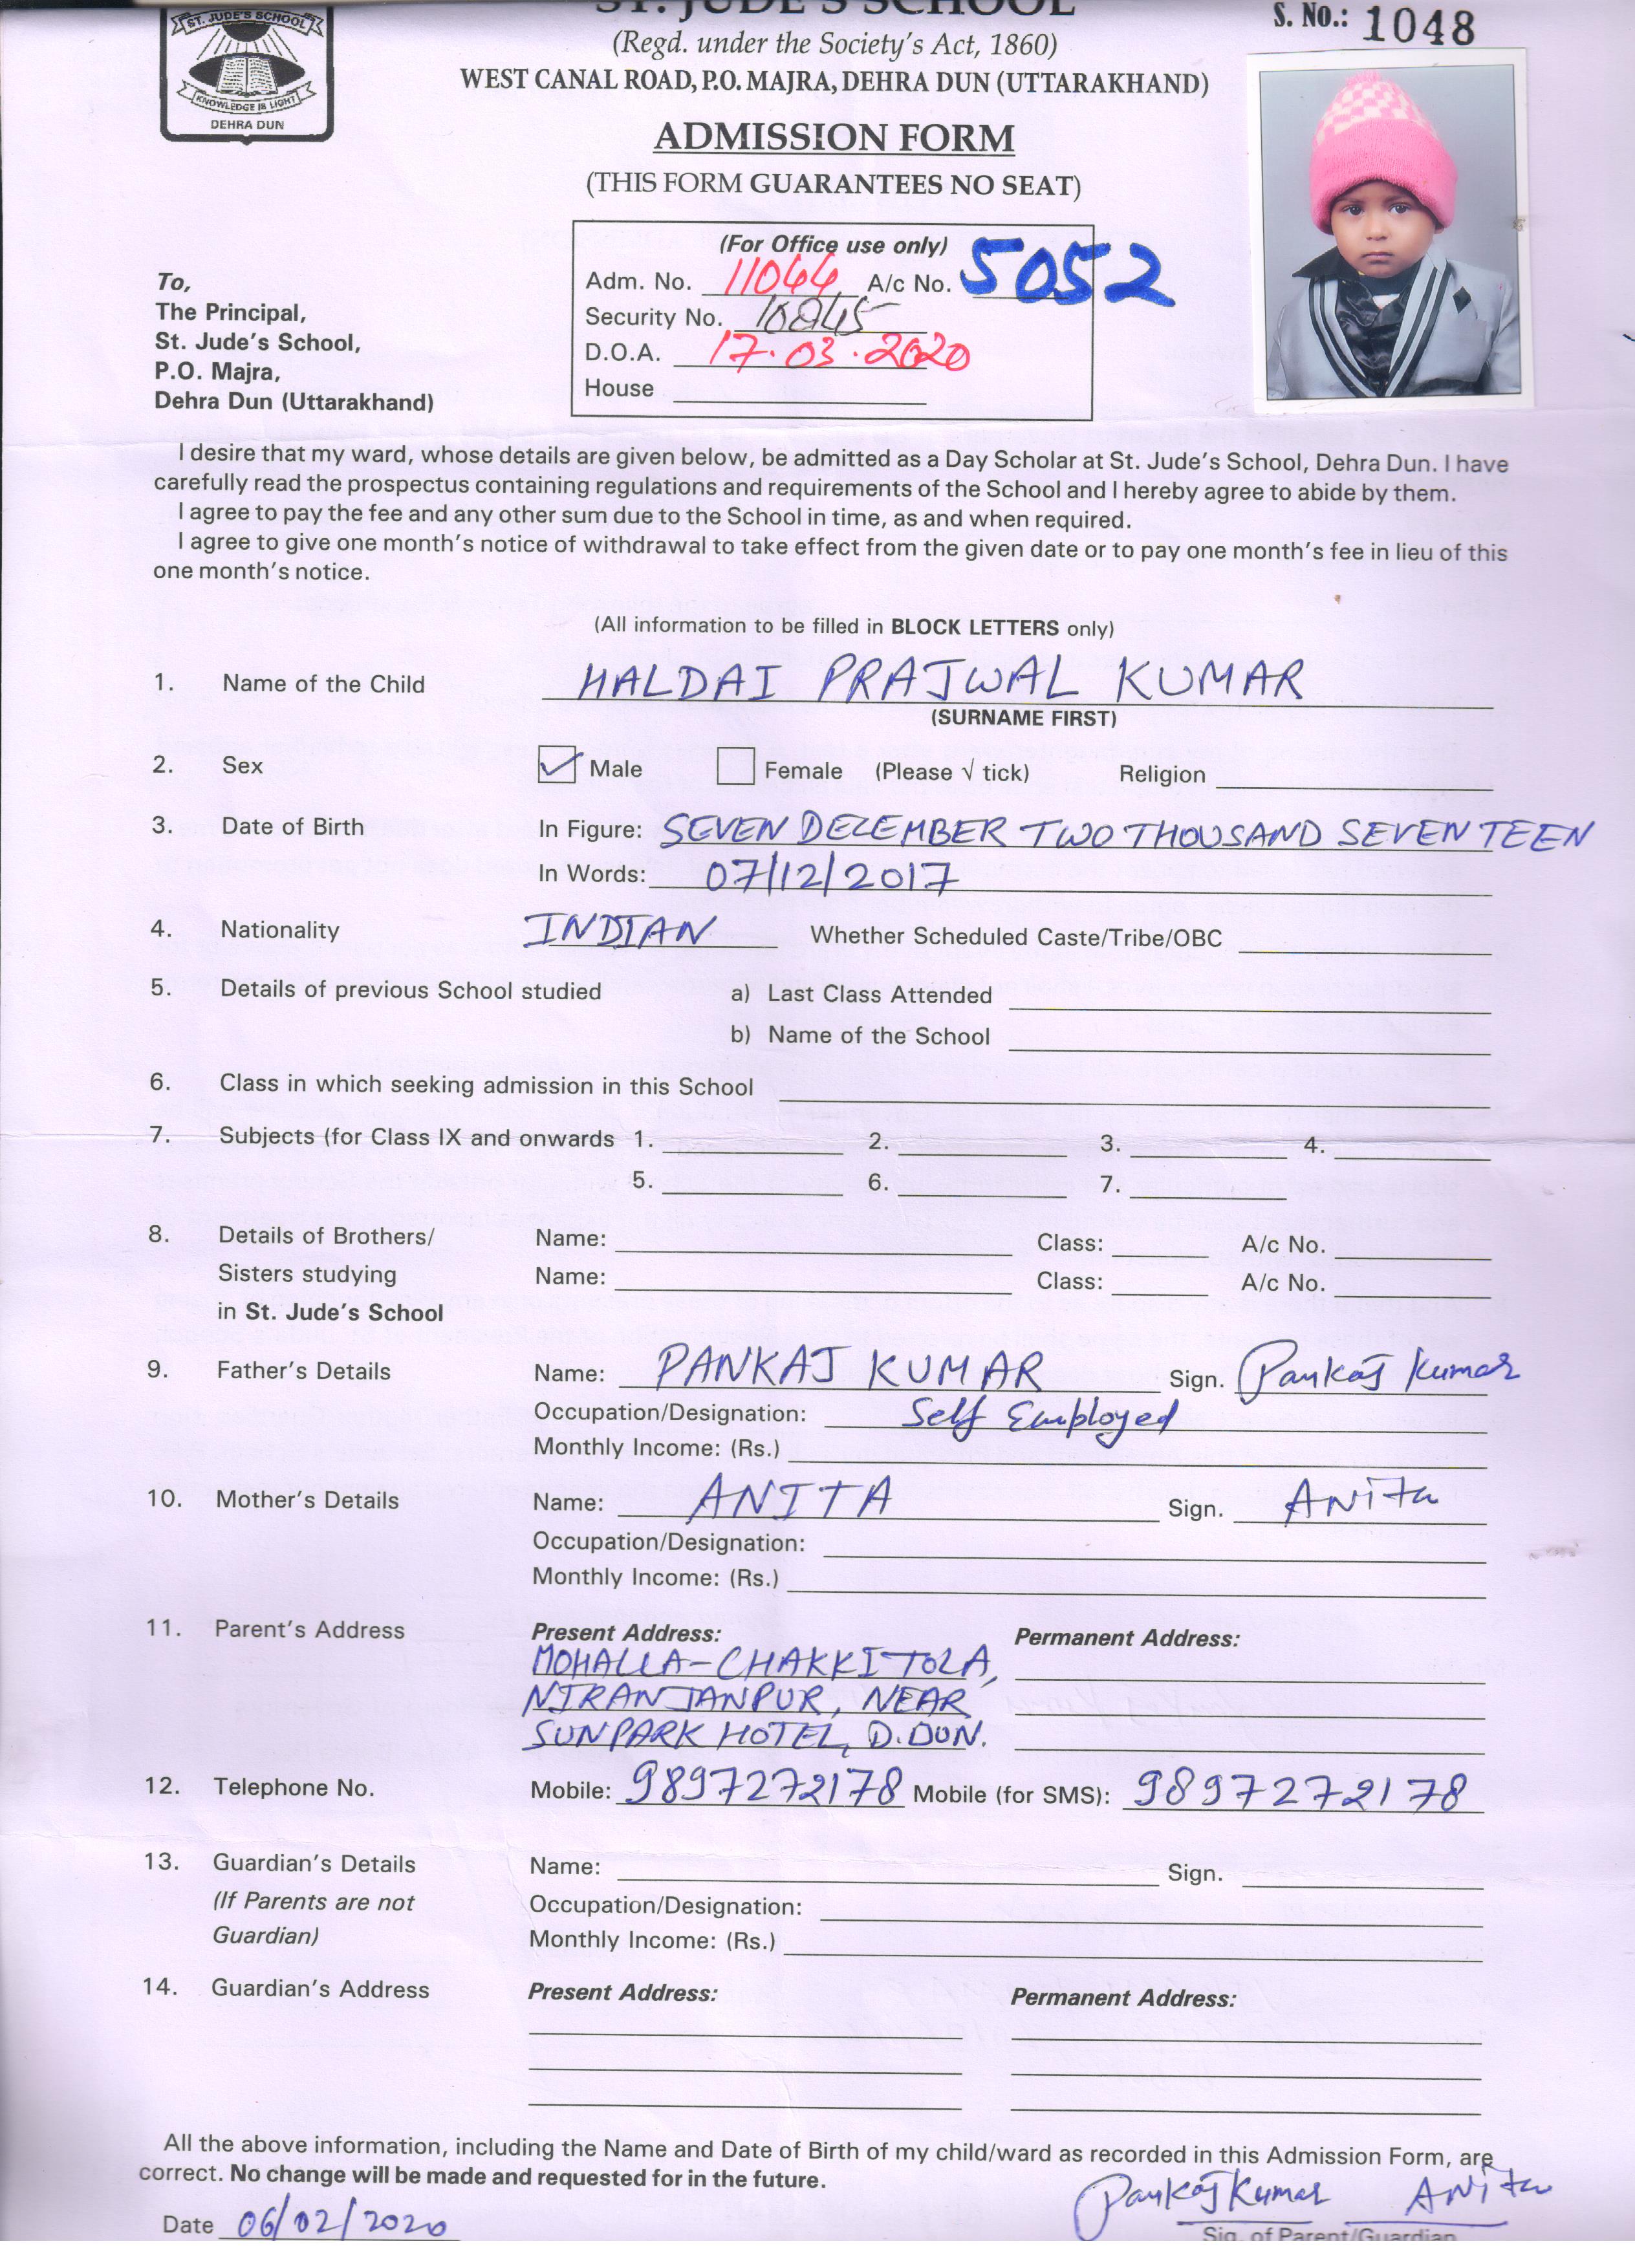 ST. JUDE'S SCHOOL
KNOWLEDGE IS LIGHT
DEHRA DUN
ST. JUDE'S SCHOOL
S. NO.: 1048
(Regd. under the Society's Act, 1860)
WEST CANAL ROAD, P.O. MAJRA, DEHRA DUN (UTTARAKHAND)
ADMISSION FORM
(THIS FORM GUARANTEES NO SEAT)
(For Office use only)
Adm. No. 11044 A/c No. 5052
Security No.
D.O.A. 17.03.2020
House
To,
The Principal,
St. Jude's School,
P.O. Majra,
Dehra Dun (Uttarakhand)
I desire that my ward, whose details are given below, be admitted as a Day Scholar at St. Jude's School, Dehra Dun. I have
carefully read the prospectus containing regulations and requirements of the School and I hereby agree to abide by them.
I agree to pay the fee and any other sum due to the School in time, as and when required.
I agree to give one month's notice of withdrawal to take effect from the given date or to pay one month's fee in lieu of this
one month's notice.
(All information to be filled in BLOCK LETTERS only)
1. Name of the Child HALDAI PRAJWAL KUMAR
(SURNAME FIRST)
2. Sex Male Female (Please √ tick) Religion
3. Date of Birth In Figure: SEVEN DECEMBER TWO THOUSAND SEVEN TEEN
In Words: 07/12/2017
4. Nationality INDIAN Whether Scheduled Caste/Tribe/OBC
5. Details of previous School studied a) Last Class Attended
b) Name of the School
6. Class in which seeking admission in this School
7. Subjects (for Class IX and onwards 1. 2. 3. 4.
5. 6. 7.
8. Details of Brothers/ Name: Class: A/c No.
Sisters studying Name: Class: A/c No.
in St. Jude's School
9. Father's Details Name: PANKAJ KUMAR Sign. Pankaj Kumar
Occupation/Designation: Self Employed
Monthly Income: (Rs.)
10. Mother's Details Name: ANITA Sign. Anita
Occupation/Designation:
Monthly Income: (Rs.)
11. Parent's Address Present Address: Permanent Address:
MOHALLA-CHAKKI TOLA,
NIRANJANPUR, NEAR
SUNPARK HOTEL, D.DUN.
12. Telephone No. Mobile: 9897272178 Mobile (for SMS): 9897272178
13. Guardian's Details Name: Sign.
(If Parents are not Occupation/Designation:
Guardian) Monthly Income: (Rs.)
14. Guardian's Address Present Address: Permanent Address:
All the above information, including the Name and Date of Birth of my child/ward as recorded in this Admission Form, are
correct. No change will be made and requested for in the future.
Pankaj Kumar Anita
Date 06/02/2020
Sig. of Parent/Guardian